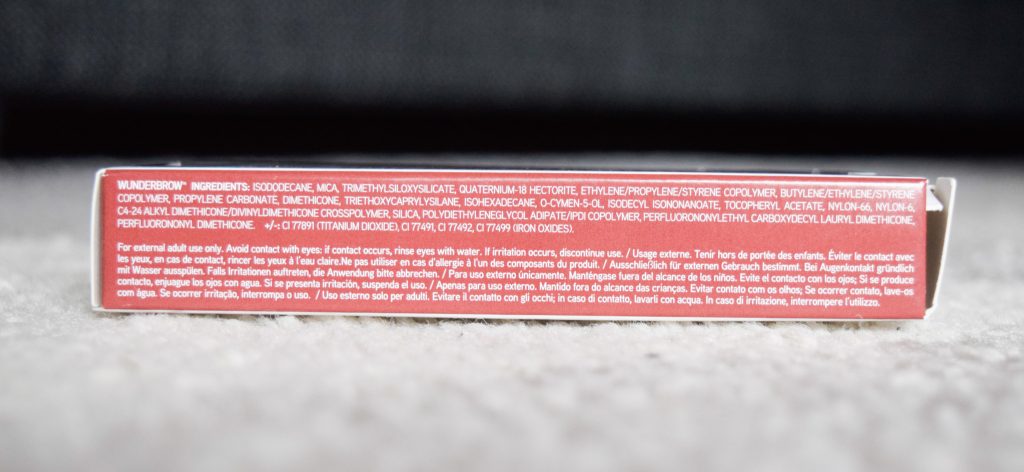 WUNDERBROW™ INGREDIENTS: ISODODECANE, MICA, TRIMETHYLSILOXYSILICATE, QUATERNIUM-18 HECTORITE, ETHYLENE/PROPYLENE/STYRENE COPOLYMER, BUTYLENE/ETHYLENE/STYRENE
COPOLYMER, PROPYLENE CARBONATE, DIMETHICONE, TRIETHOXYCAPRYLYSILANE, ISOHEXADECANE, O-CYMEN-5-OL, ISODECYL ISONONANOATE, TOCOPHERYL ACETATE, NYLON-66, NYLON-6,
C4-24 ALKYL DIMETHICONE/DIVINYLDIMETHICONE CROSSPOLYMER, SILICA, POLYDIETHYLENEGLYCOL ADIPATE/IPDI COPOLYMER, PERFLUORONONYLETHYL CARBOXYDECYL LAURYL DIMETHICONE,
PERFLUORONONYL DIMETHICONE. +/-: CI 77891 (TITANIUM DIOXIDE), CI 77491, CI 77492, CI 77499 (IRON OXIDES).
For external adult use only. Avoid contact with eyes: if contact occurs, rinse eyes with water. If irritation occurs, discontinue use. / Usage externe. Tenir hors de portée des enfants. Éviter le contact avec
les yeux, en cas de contact, rincer les yeux à l'eau claire.Ne pas utiliser en cas d'allergie à l'un des composants du produit. / Ausschließlich für externen Gebrauch bestimmt. Bei Augenkontakt gründlich
mit Wasser ausspülen. Falls Irritationen auftreten, die Anwendung bitte abbrechen. / Para uso externo únicamente. Manténgase fuera del alcance de los niños. Evite el contacto con los ojos; Si se produce
contacto, enjuague los ojos con agua. Si se presenta irritación, suspenda el uso. / Apenas para uso externo. Mantido fora do alcance das crianças. Evitar contato com os olhos; Se ocorrer contato, lave-os
com água. Se ocorrer irritação, interrompa o uso. / Uso esterno solo per adulti. Evitare il contatto con gli occhi; in caso di contatto, lavarli con acqua. In caso di irritazione, interrompere l'utilizzo.